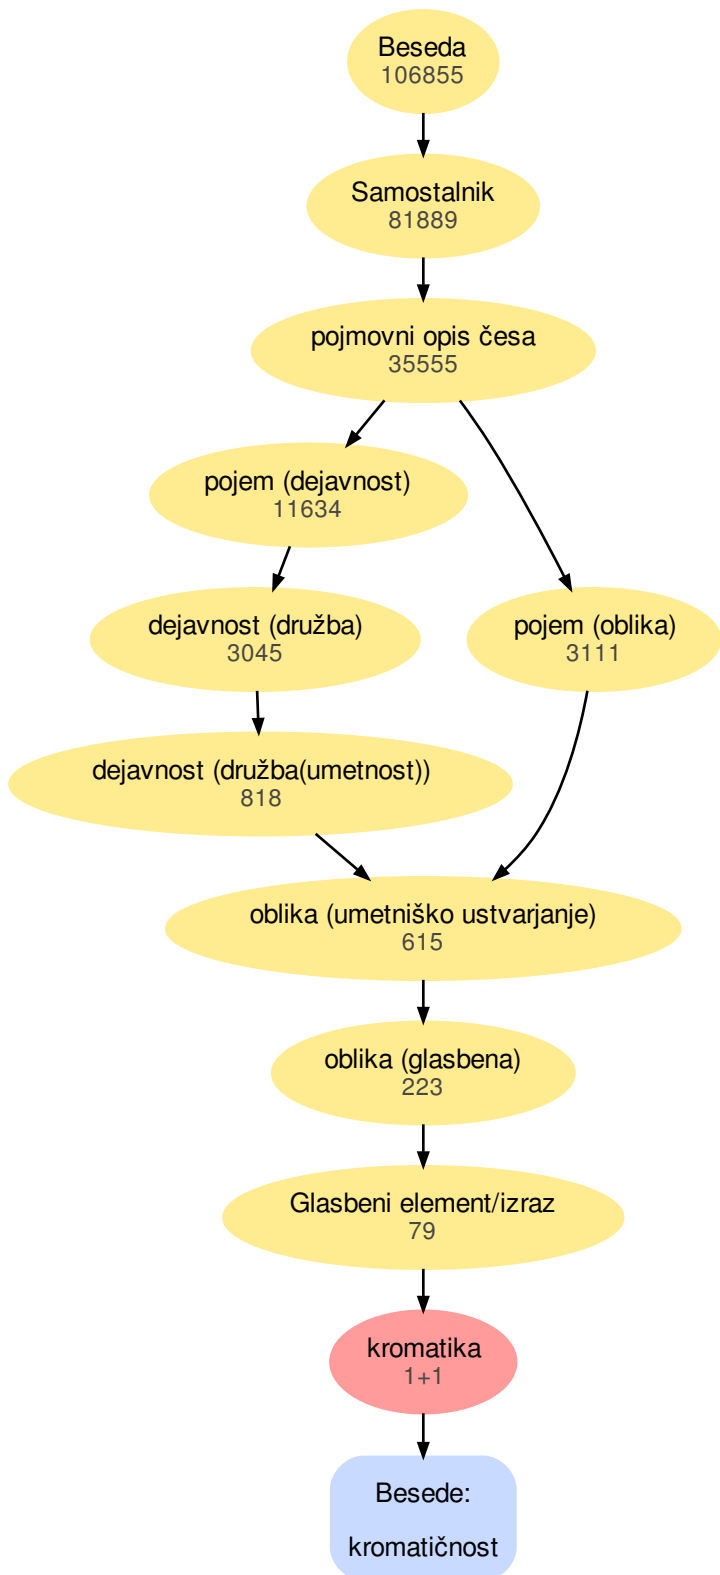 Beseda
106855
Samostalnik
81889
pojmovni opis česa
35555
pojem (dejavnost)
11634
dejavnost (družba)
3045
pojem (oblika)
3111
dejavnost (družba(umetnost))
818
oblika (umetniško ustvarjanje)
615
oblika (glasbena)
223
Glasbeni element/izraz
79
kromatika
1+1
Besede:
kromatičnost